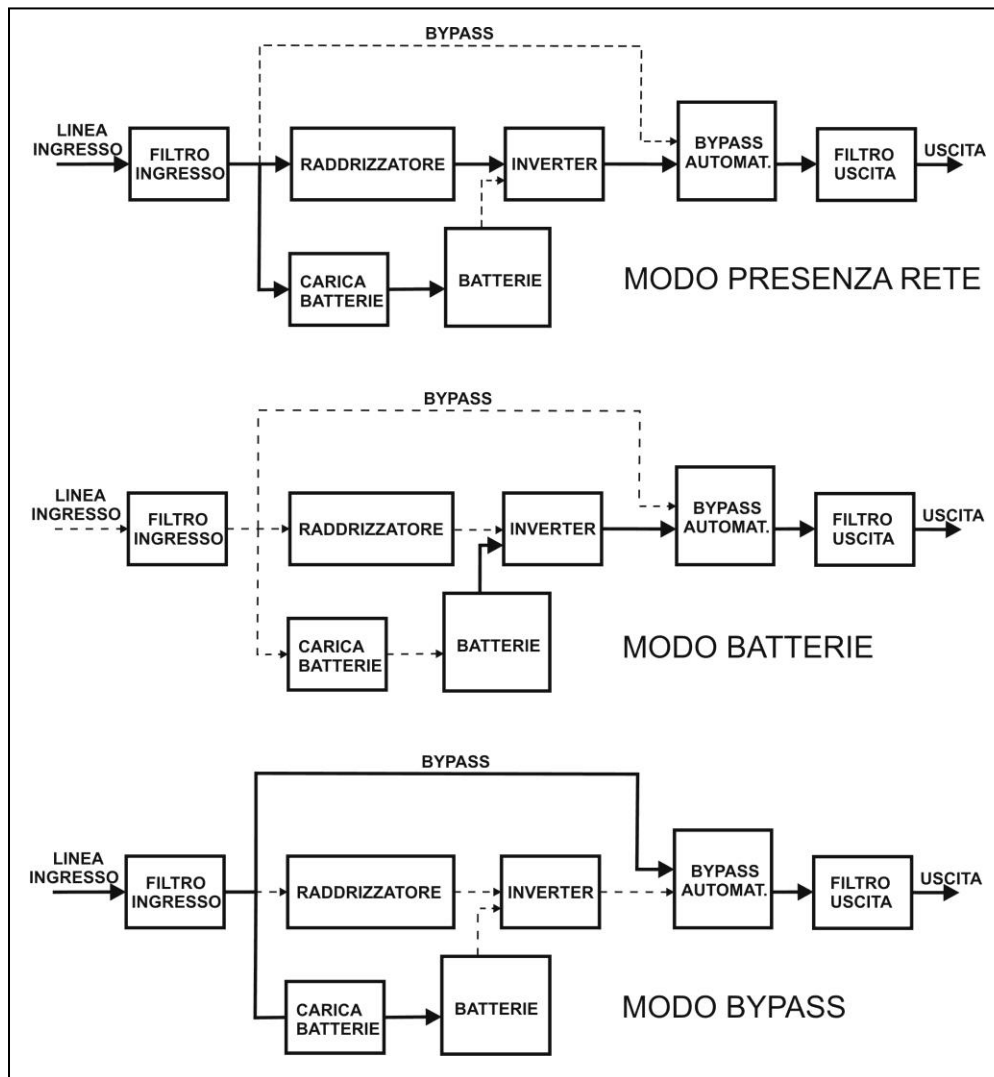 BYPASS
LINEA
INGRESSO
FILTRO
INGRESSO
RADDRIZZATORE
INVERTER
BYPASS
AUTOMAT.
FILTRO
USCITA
USCITA
CARICA
BATTERIE
BATTERIE
MODO PRESENZA RETE
BYPASS
LINEA
INGRESSO
FILTRO
INGRESSO
RADDRIZZATORE
INVERTER
BYPASS
AUTOMAT.
FILTRO
USCITA
USCITA
CARICA
BATTERIE
BATTERIE
MODO BATTERIE
BYPASS
LINEA
INGRESSO
FILTRO
INGRESSO
RADDRIZZATORE
INVERTER
BYPASS
AUTOMAT.
FILTRO
USCITA
USCITA
CARICA
BATTERIE
BATTERIE
MODO BYPASS